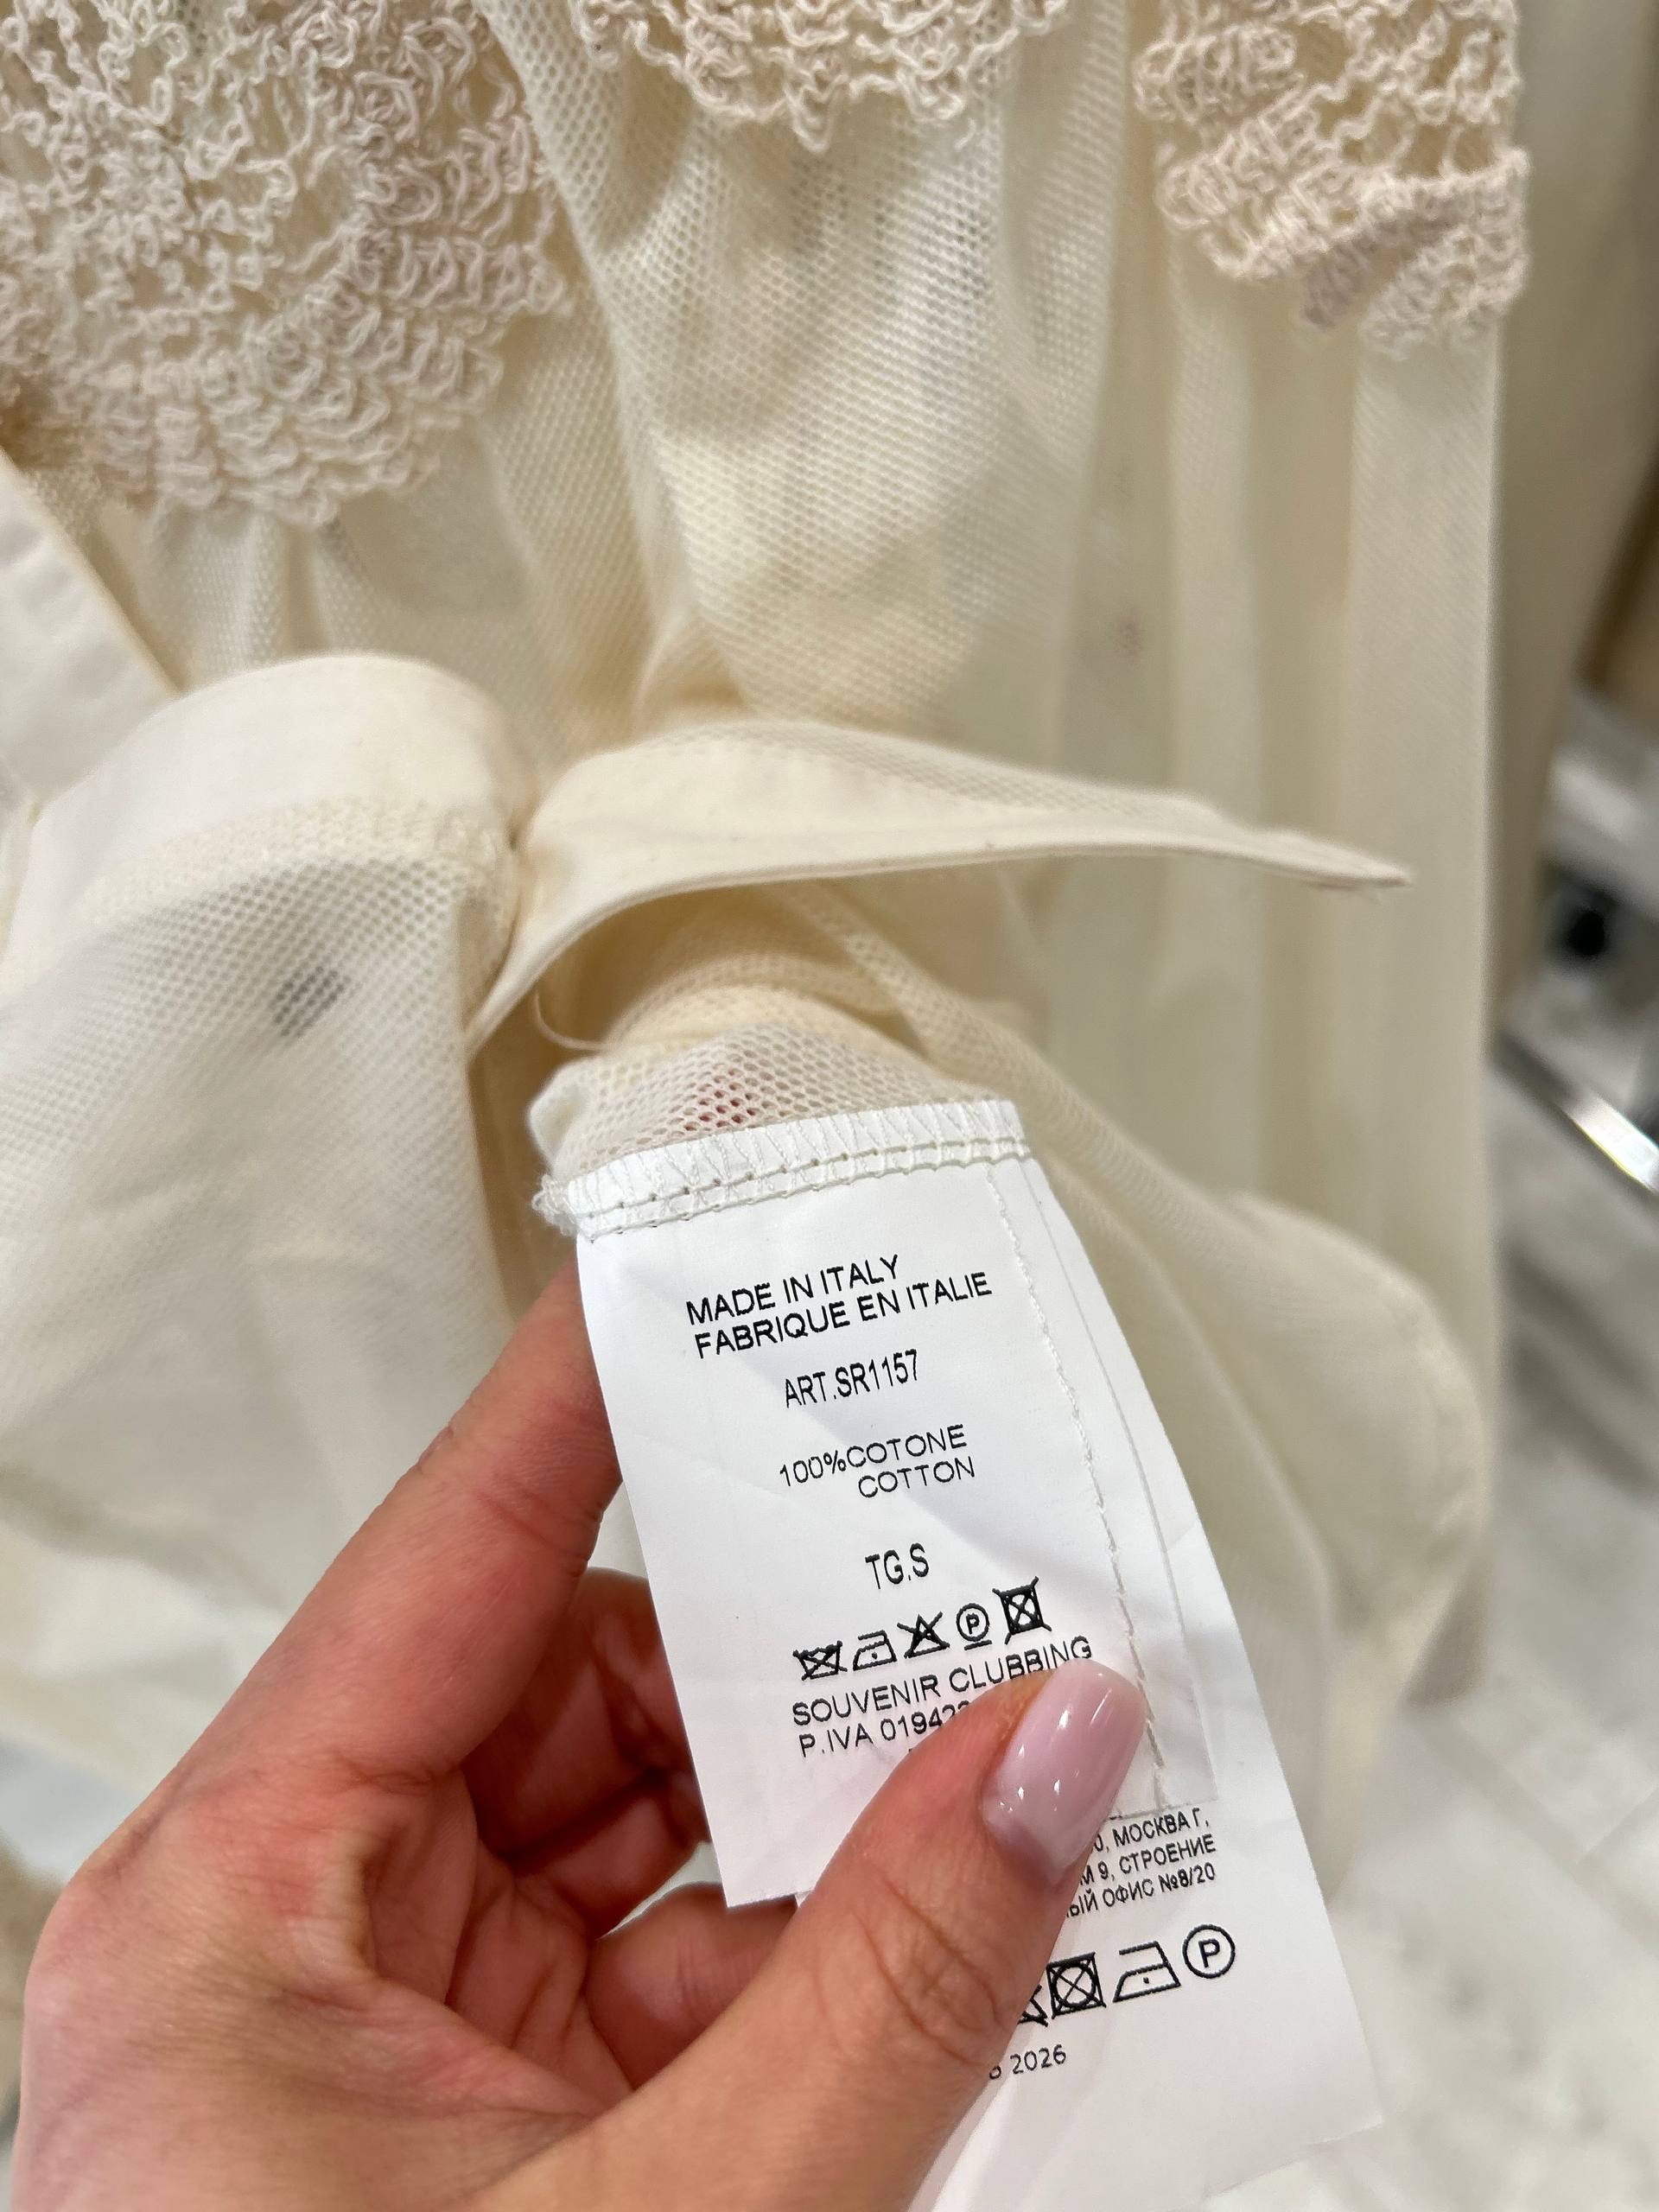 MADE IN ITALY
FABRIQUE EN ITALIE
ART.SR1157
100%COTONE
COTTON
TG.S
P
SOUVENIR CLUBBING
P.IVA
МОСКВА Г,
9, СТРОЕНИЕ
ОФИС №8/20
P
2026